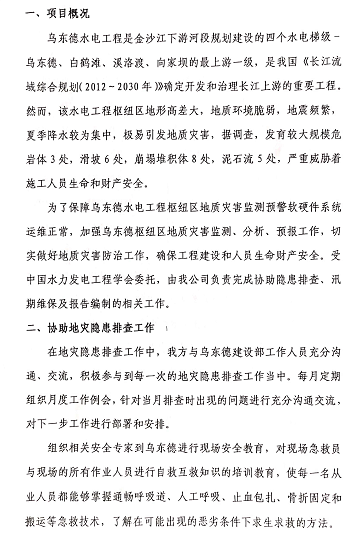 一、项目概况
乌东德水电工程是金沙江下游河段规划建设的四个水电梯级－
乌东德、白鹤滩、溪洛渡、向家坝的最上游一级，是我国《长江流
域综合规划（2012－2030年）》确定开发和治理长江上游的重要工程。
然而，该水电工程枢纽区地形高差大，地质环境脆弱，地震频繁，
夏季降水较为集中，极易引发地质灾害，据调查，发育较大规模危
岩体 3 处，滑坡 6 处，崩塌堆积体 8 处，泥石流 5 处，严重威胁着
施工人员生命和财产安全。
为了保障乌东德水电工程枢纽区地质灾害监测预警软硬件系统
运维正常，加强乌东德枢纽区地质灾害监测、分析、预报工作，切
实做好地质灾害防治工作，确保工程建设和人员生命财产安全。受
中国水力发电工程学会委托，由我公司负责完成协助隐患排查、汛
期维保及报告编制的相关工作。
二、协助地灾隐患排查工作
在地灾隐患排查工作中，我方与乌东德建设部工作人员充分沟
通、交流，积极参与到每一次的地灾隐患排查工作当中。每月定期
组织月度工作例会，针对当月排查时出现的问题进行充分沟通交流，
对下一步工作进行部署和安排。
组织相关安全专家到乌东德进行现场安全教育，对现场急救员
与现场的所有作业人员进行自救互救知识的培训教育，使每一名从
业人员都能够掌握通畅呼吸道、人工呼吸、止血包扎、骨折固定和
搬运等急救技术，了解在可能出现的恶劣条件下求生求救的方法。